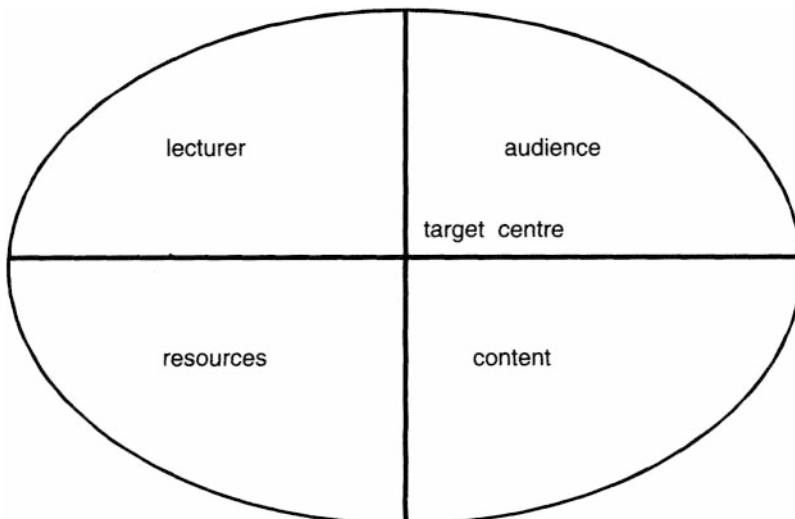 lecturer
audience
target centre
resources
content